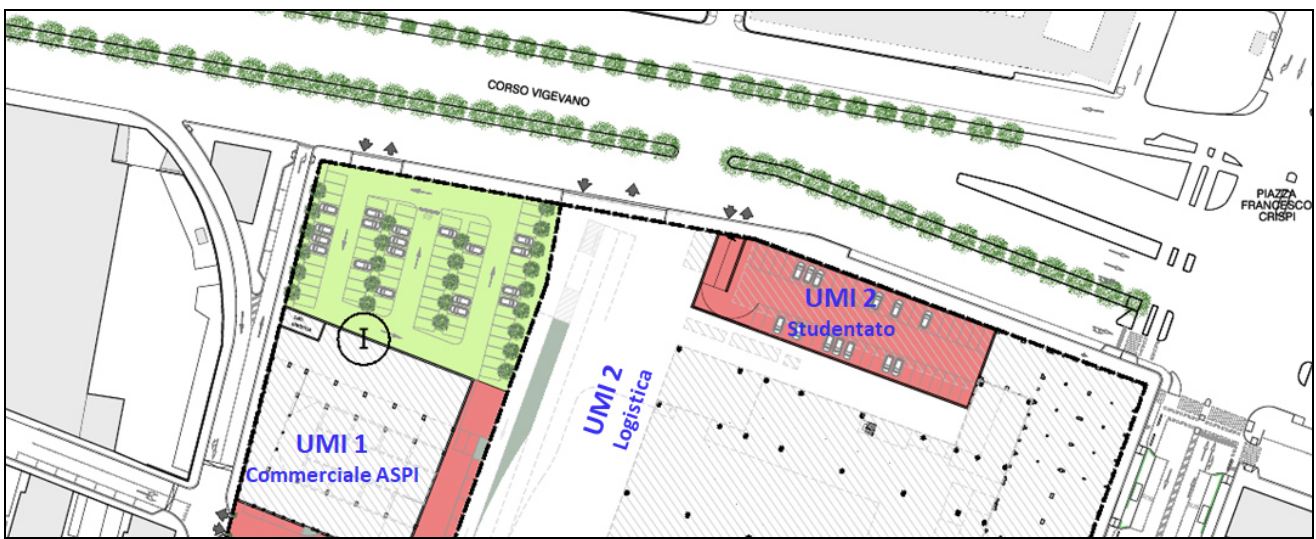 CORSO VIGEVANO
PIAZZA
FRANCESCO
CRISPI
UMI 2
Studentato
I
UMI 2
Logistica
UMI 1
Commerciale ASPI